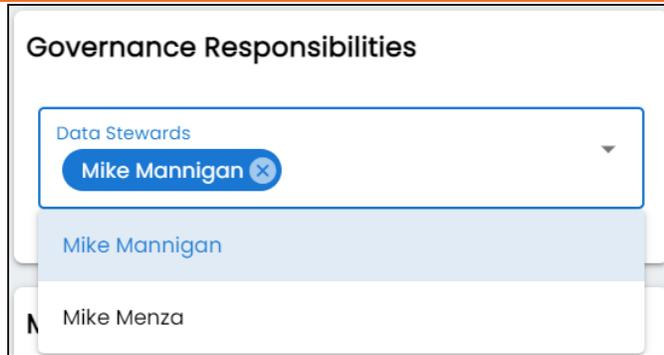 Governance Responsibilities
Data Stewards
Mike Mannigan
Mike Mannigan
Mike Menza